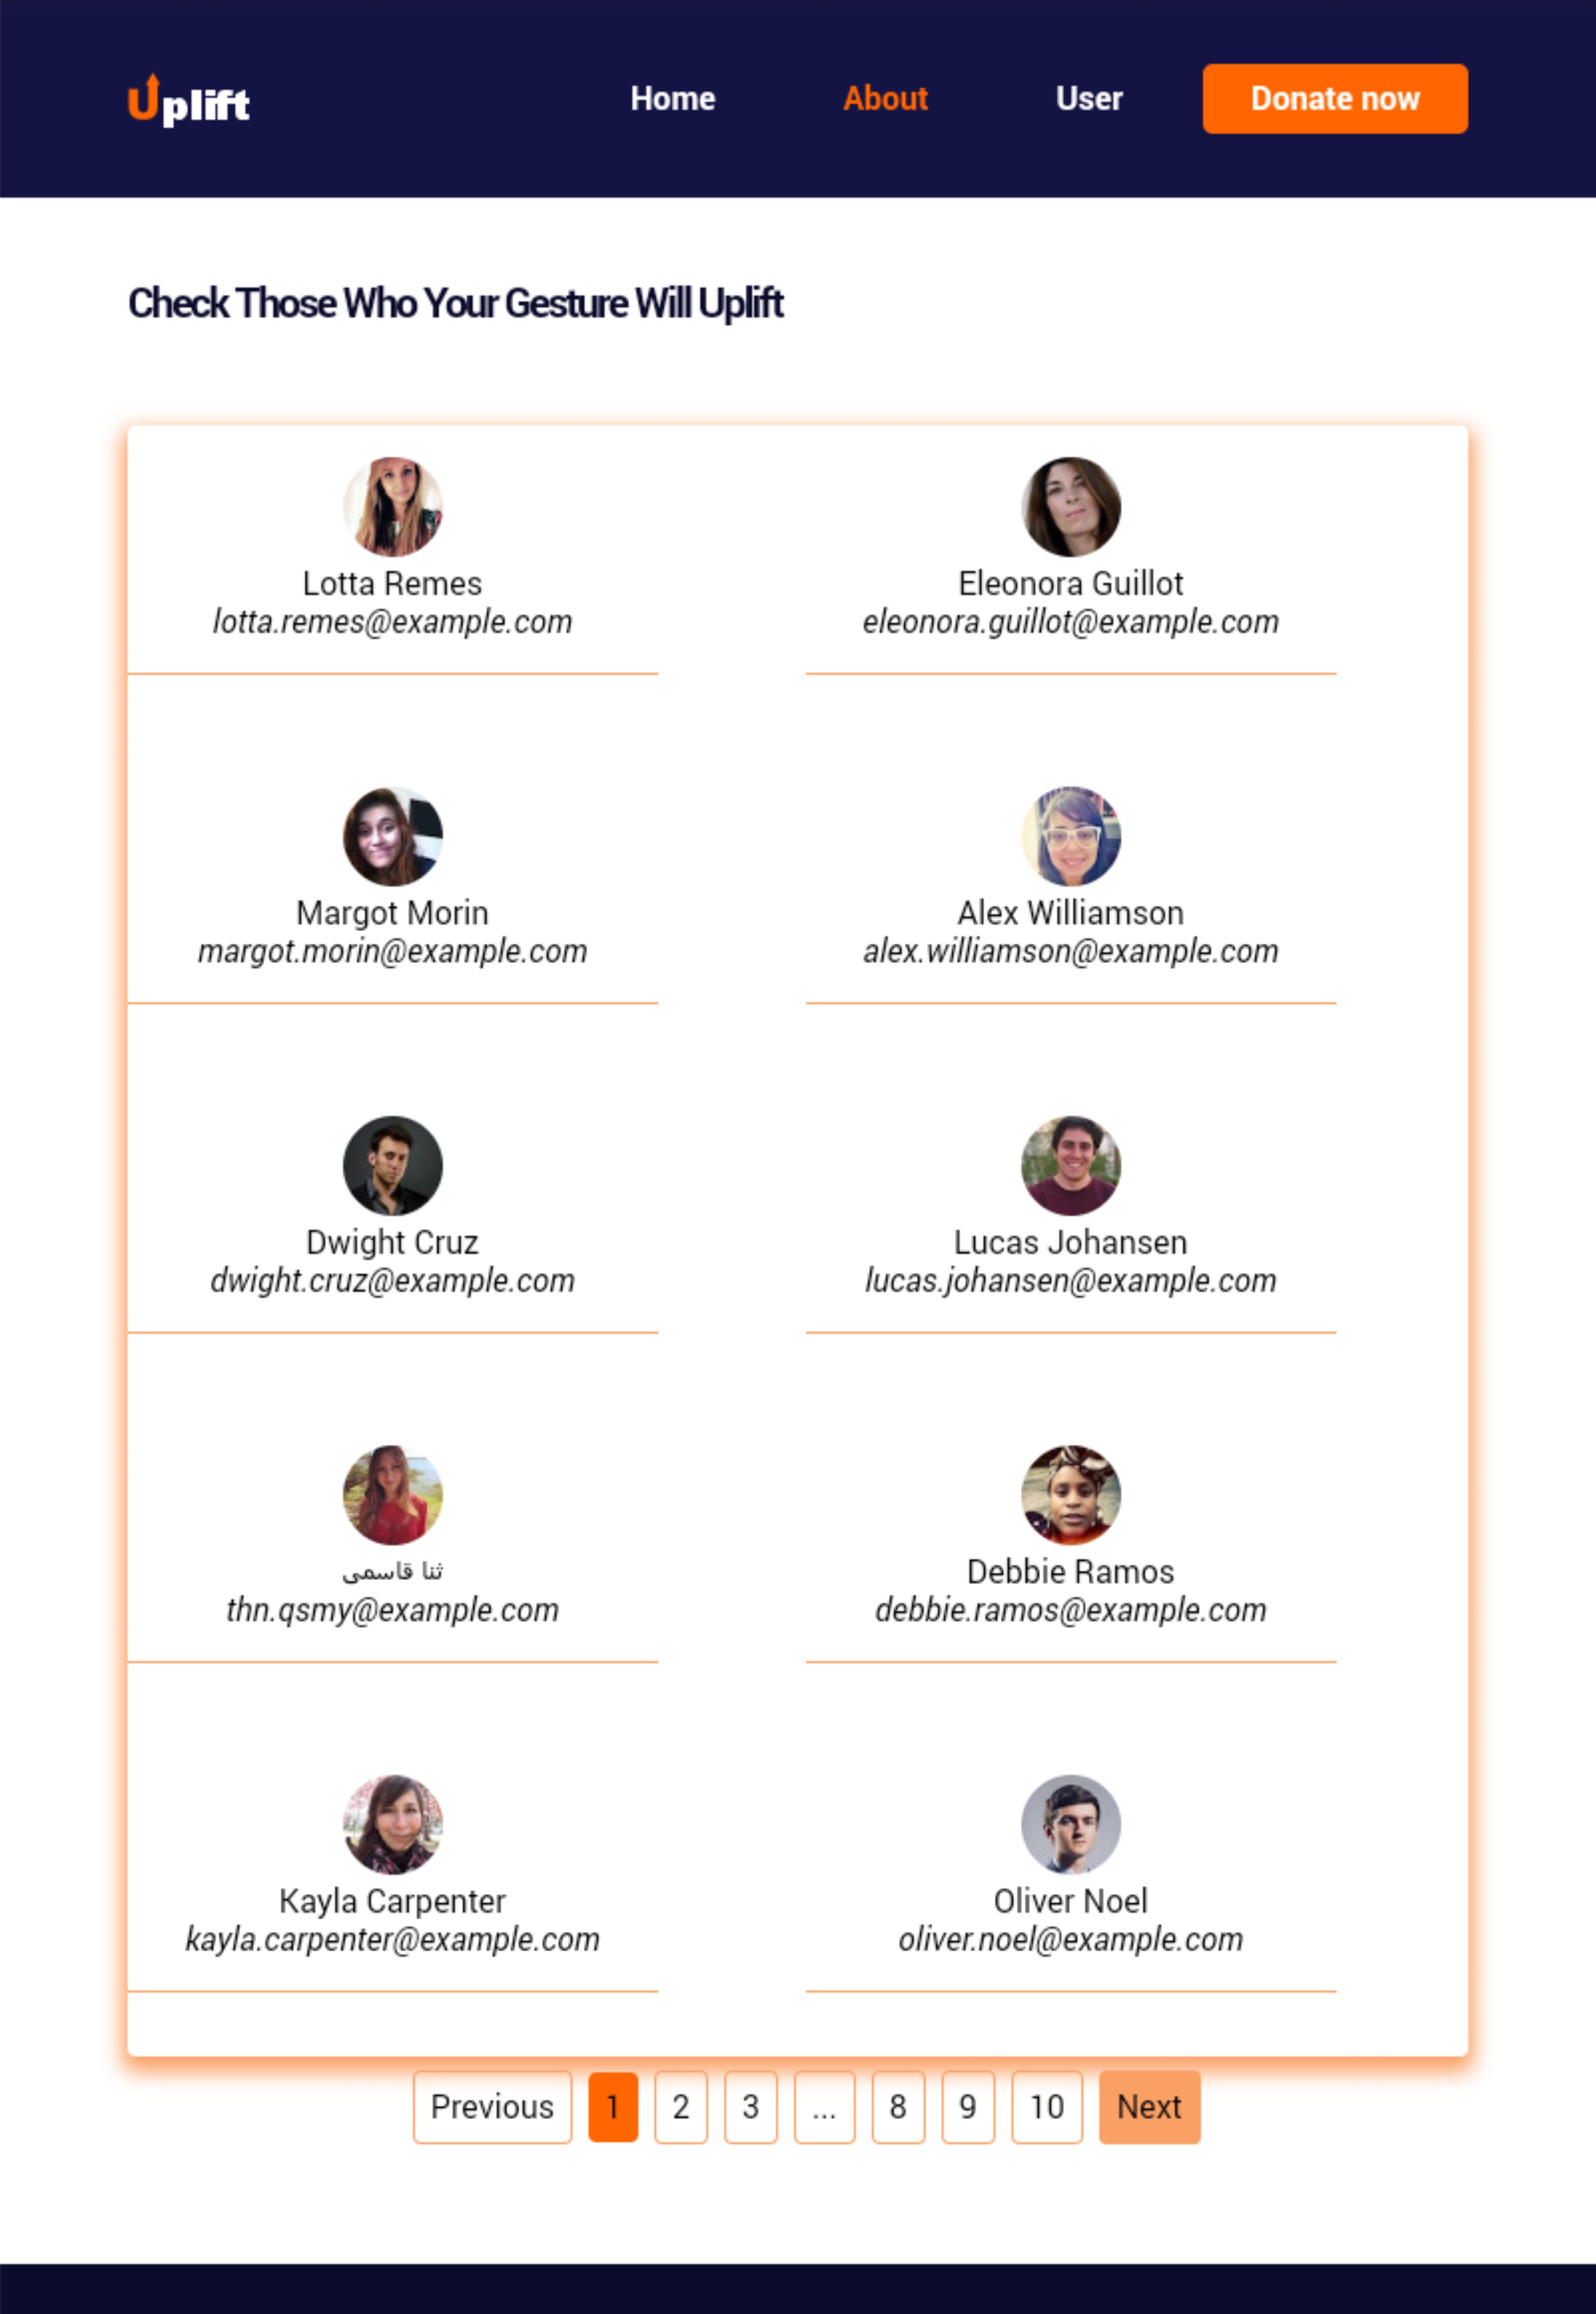 Uplift
Home About User Donate now
Check Those Who Your Gesture Will Uplift
Lotta Remes
lotta.remes@example.com
Eleonora Guillot
eleonora.guillot@example.com
Margot Morin
margot.morin@example.com
Alex Williamson
alex.williamson@example.com
Dwight Cruz
dwight.cruz@example.com
Lucas Johansen
lucas.johansen@example.com
ثنا قاسمی
thn.qsmy@example.com
Debbie Ramos
debbie.ramos@example.com
Kayla Carpenter
kayla.carpenter@example.com
Oliver Noel
oliver.noel@example.com
Previous 1 2 3 ... 8 9 10 Next